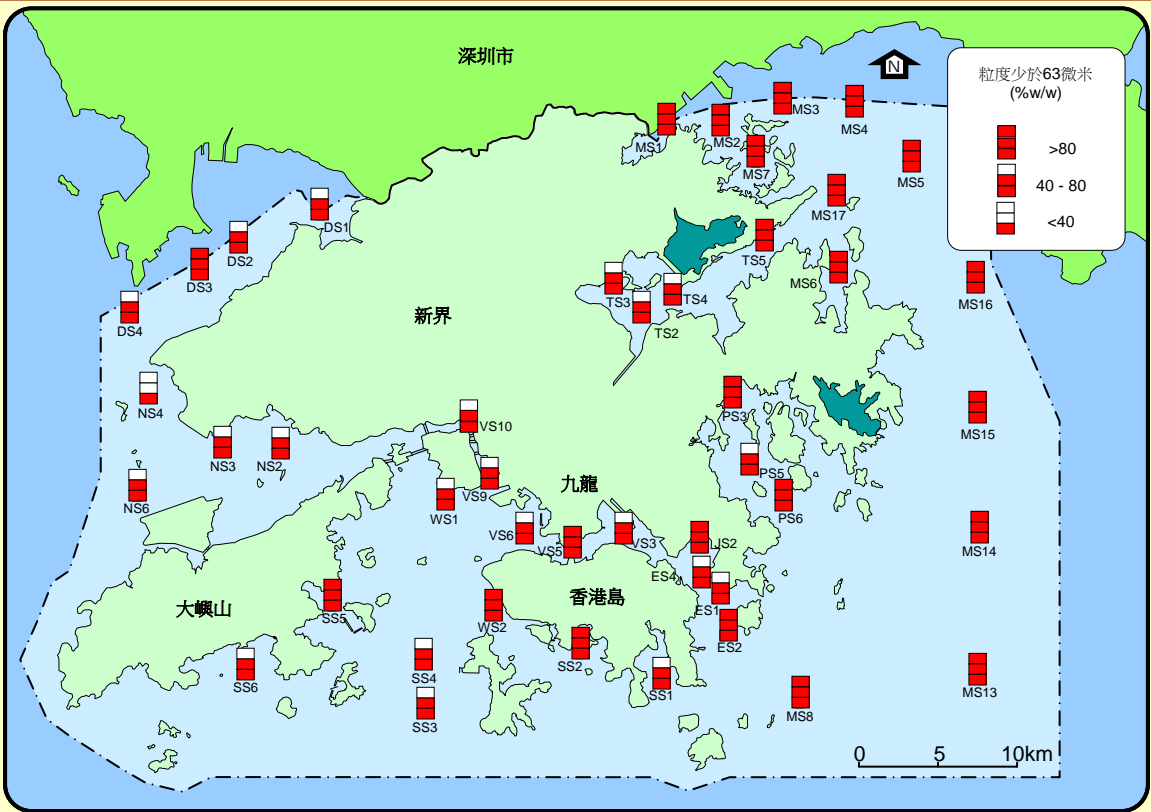 深圳市
N
粒度少於63微米
(%w/w)
>80
40 - 80
<40
MS1
MS2
MS3
MS4
MS7
MS5
MS17
DS1
DS2
DS3
DS4
TS5
TS3
TS4
TS2
MS6
MS16
新界
NS4
PS3
MS15
VS10
NS3
NS2
PS5
九龍
NS6
WS1
VS9
PS6
VS6
VS5
VS3
JS2
MS14
ES4
ES1
ES2
大嶼山
SS5
WS2
香港島
SS2
SS4
SS6
SS1
SS3
MS8
MS13
0
5
10km